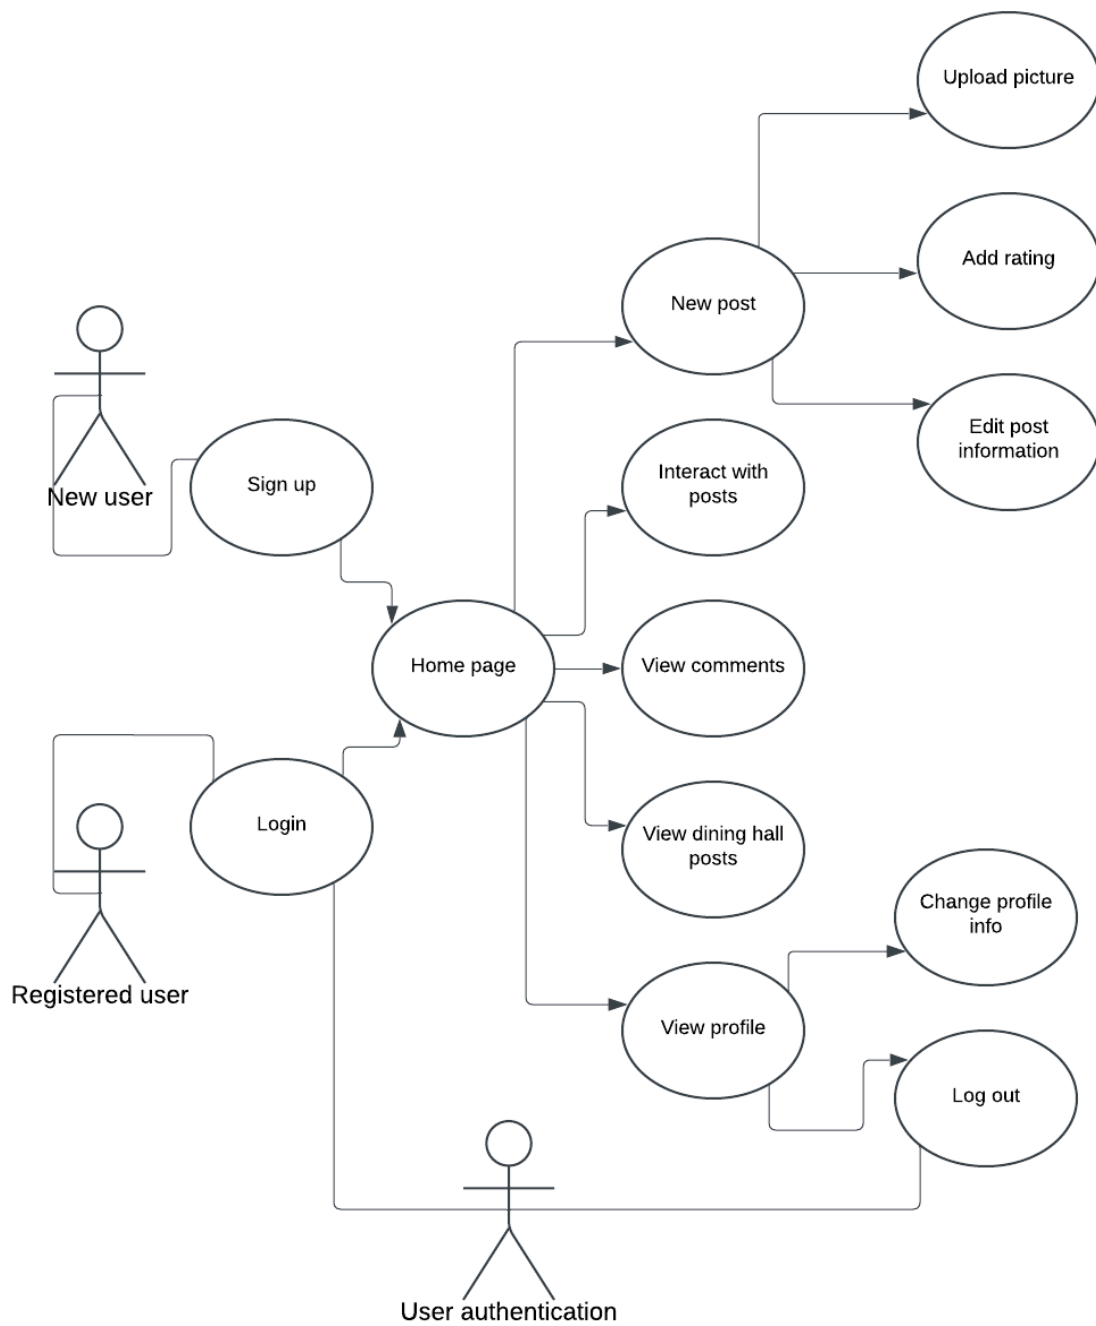 Upload picture
Add rating
New post
Edit post
information
Interact with
posts
Sign up
New user
Home page
View comments
Login
View dining hall
posts
Change profile
info
Registered user
View profile
Log out
User authentication